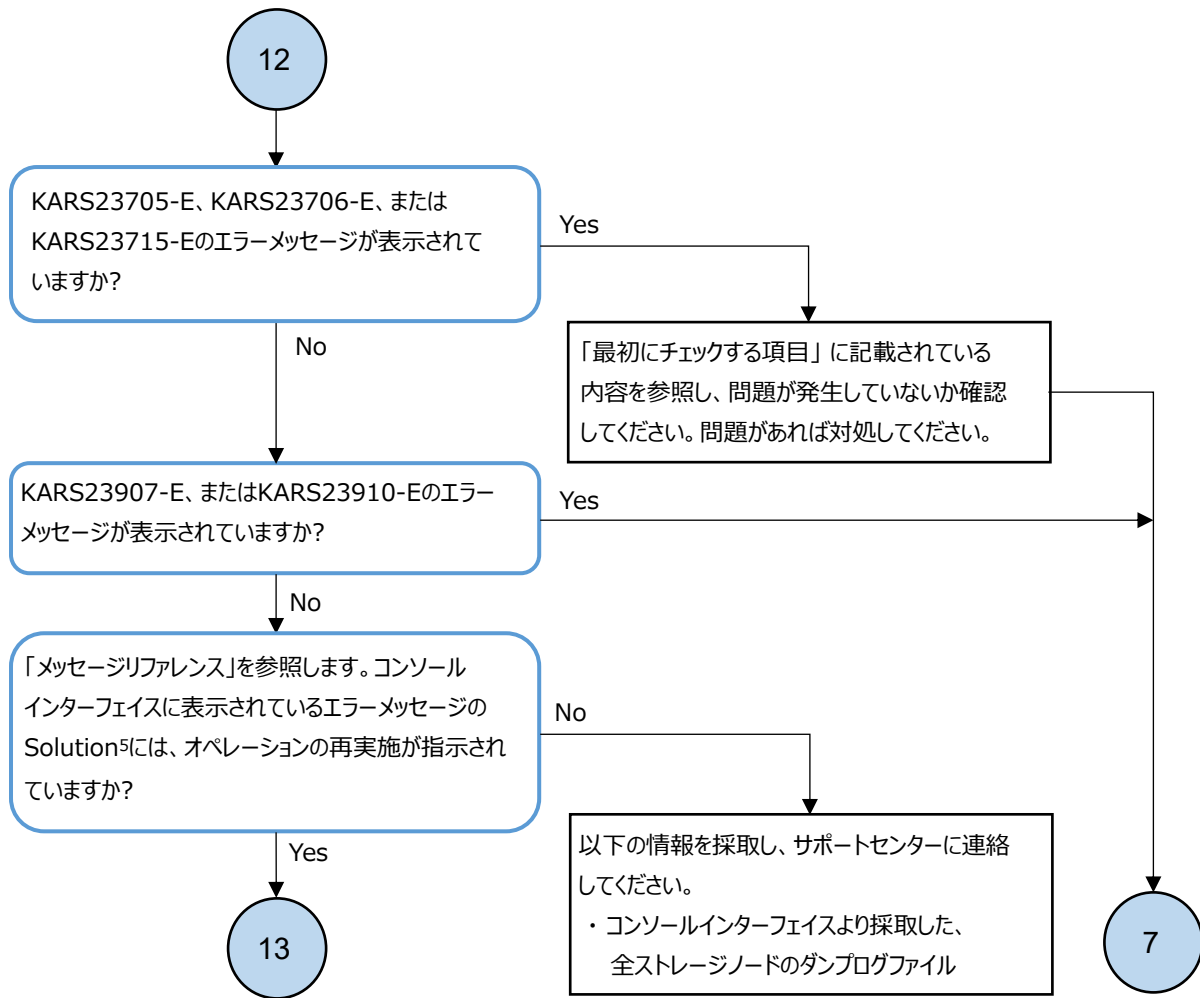 12
KARS23705-E、KARS23706-E、または
KARS23715-Eのエラーメッセージが表示されて
いますか?
Yes
No
「最初にチェックする項目」に記載されている
内容を参照し、問題が発生していないか確認
してください。問題があれば対処してください。
KARS23907-E、またはKARS23910-Eのエラー
メッセージが表示されていますか?
Yes
No
「メッセージリファレンス」を参照します。コンソール
インターフェイスに表示されているエラーメッセージの
Solution5には、オペレーションの再実施が指示され
ていますか?
No
Yes
以下の情報を採取し、サポートセンターに連絡
してください。
・コンソールインターフェイスより採取した、
全ストレージノードのダンプログファイル
13
7